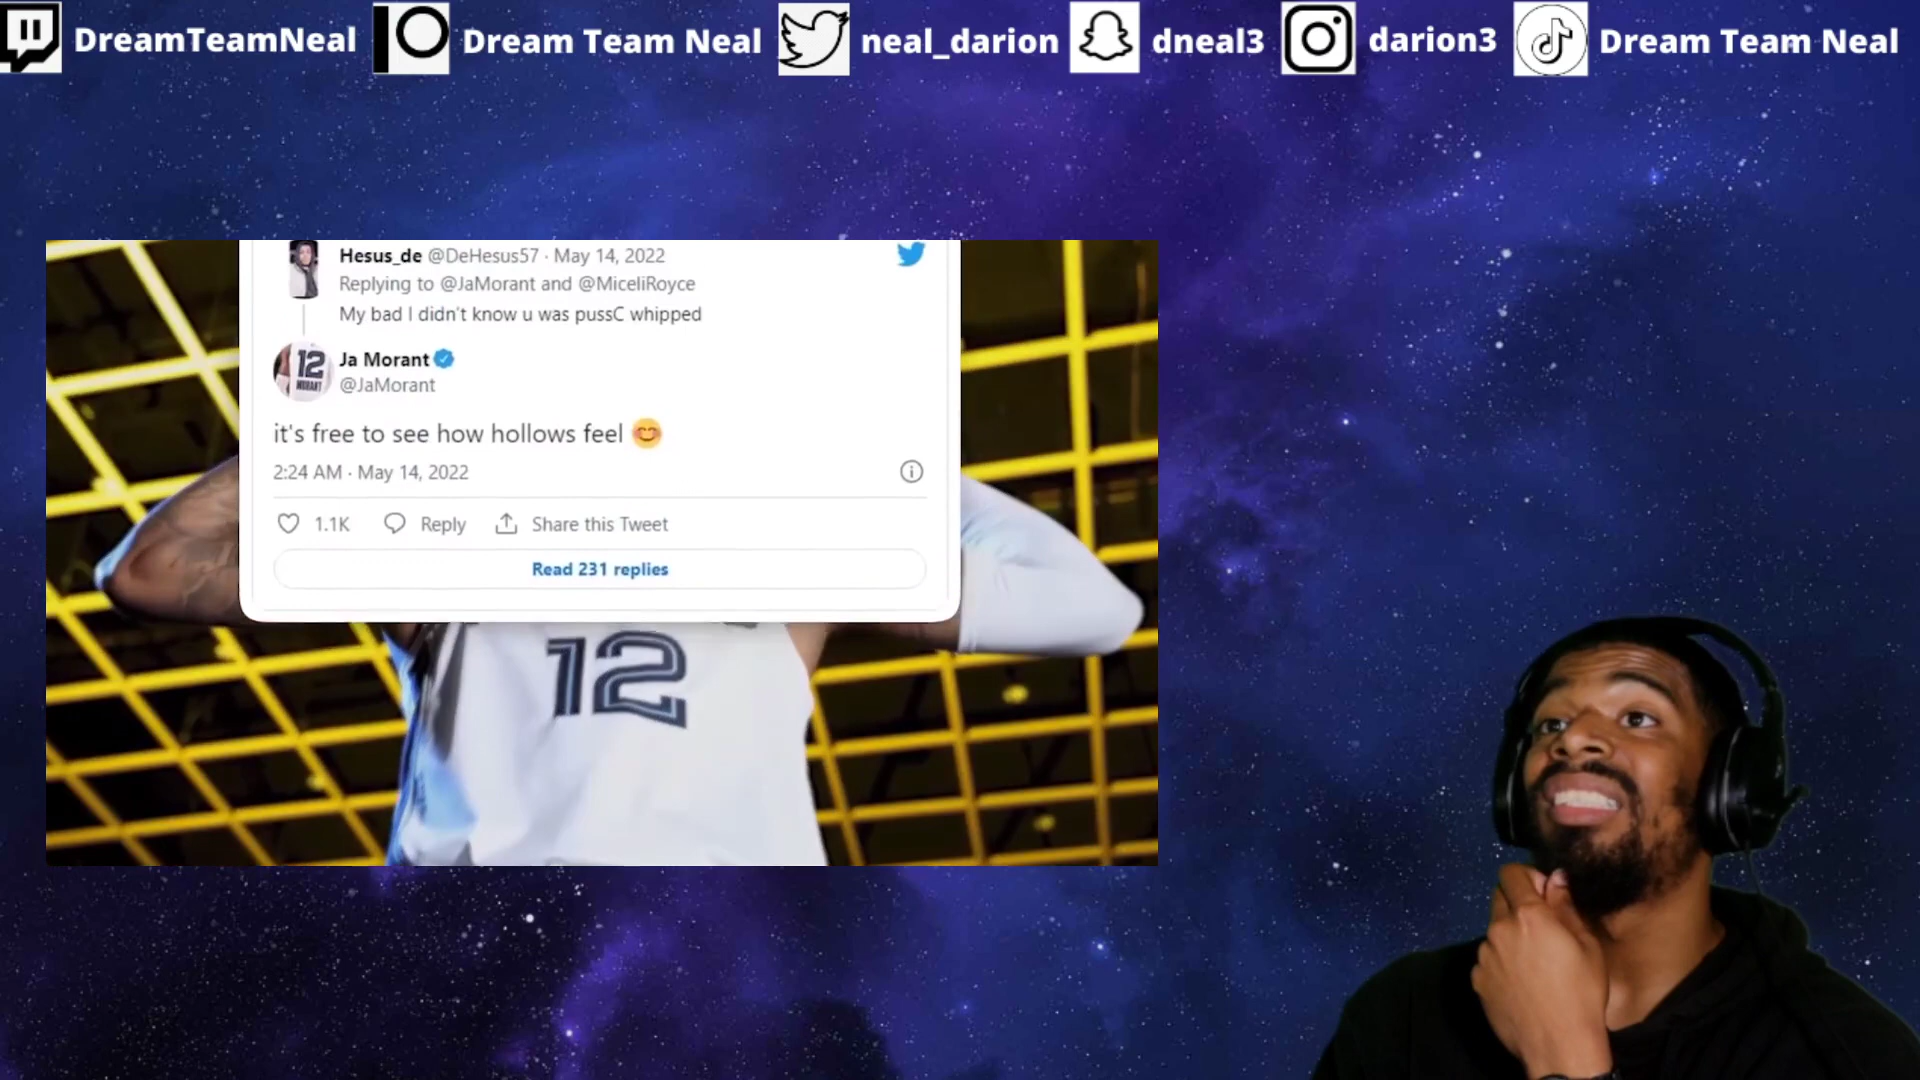 DreamTeamNeal Dream Team Neal neal_darion dneal3 darion3 Dream Team Neal
Hesus_de @DeHesus57 · May 14, 2022
Replying to @JaMorant and @MiceliRoyce
My bad I didn't know u was pussC whipped
12
MORANT
Ja Morant
@JaMorant
it's free to see how hollows feel 😊
2:24 AM · May 14, 2022
1.1K Reply Share this Tweet
Read 231 replies
12